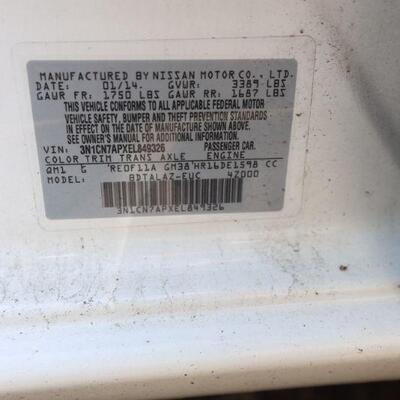 MANUFACTURED BY NISSAN MOTOR CO., LTD.
DATE: 01/14. GVWR: 3389 LBS
GAWR FR: 1750 LBS GAWR RR: 1687 LBS
THIS VEHICLE CONFORMS TO ALL APPLICABLE FEDERAL MOTOR
VEHICLE SAFETY, BUMPER, AND THEFT PREVENTION STANDARDS
IN EFFECT ON THE DATE OF MANUFACTURE SHOWN ABOVE.
SEE OWNER'S MANUAL FOR ADDITIONAL INFORMATION
VIN: 3N1CN7APXEL849326 PASSENGER CAR.
COLOR TRIM TRANS AXLE ENGINE
QM1 G RE0F11A GM38 HR16DE1598 CC
MODEL: BDTALAZ-EUC 4Z000
3N1CN7APXEL849326